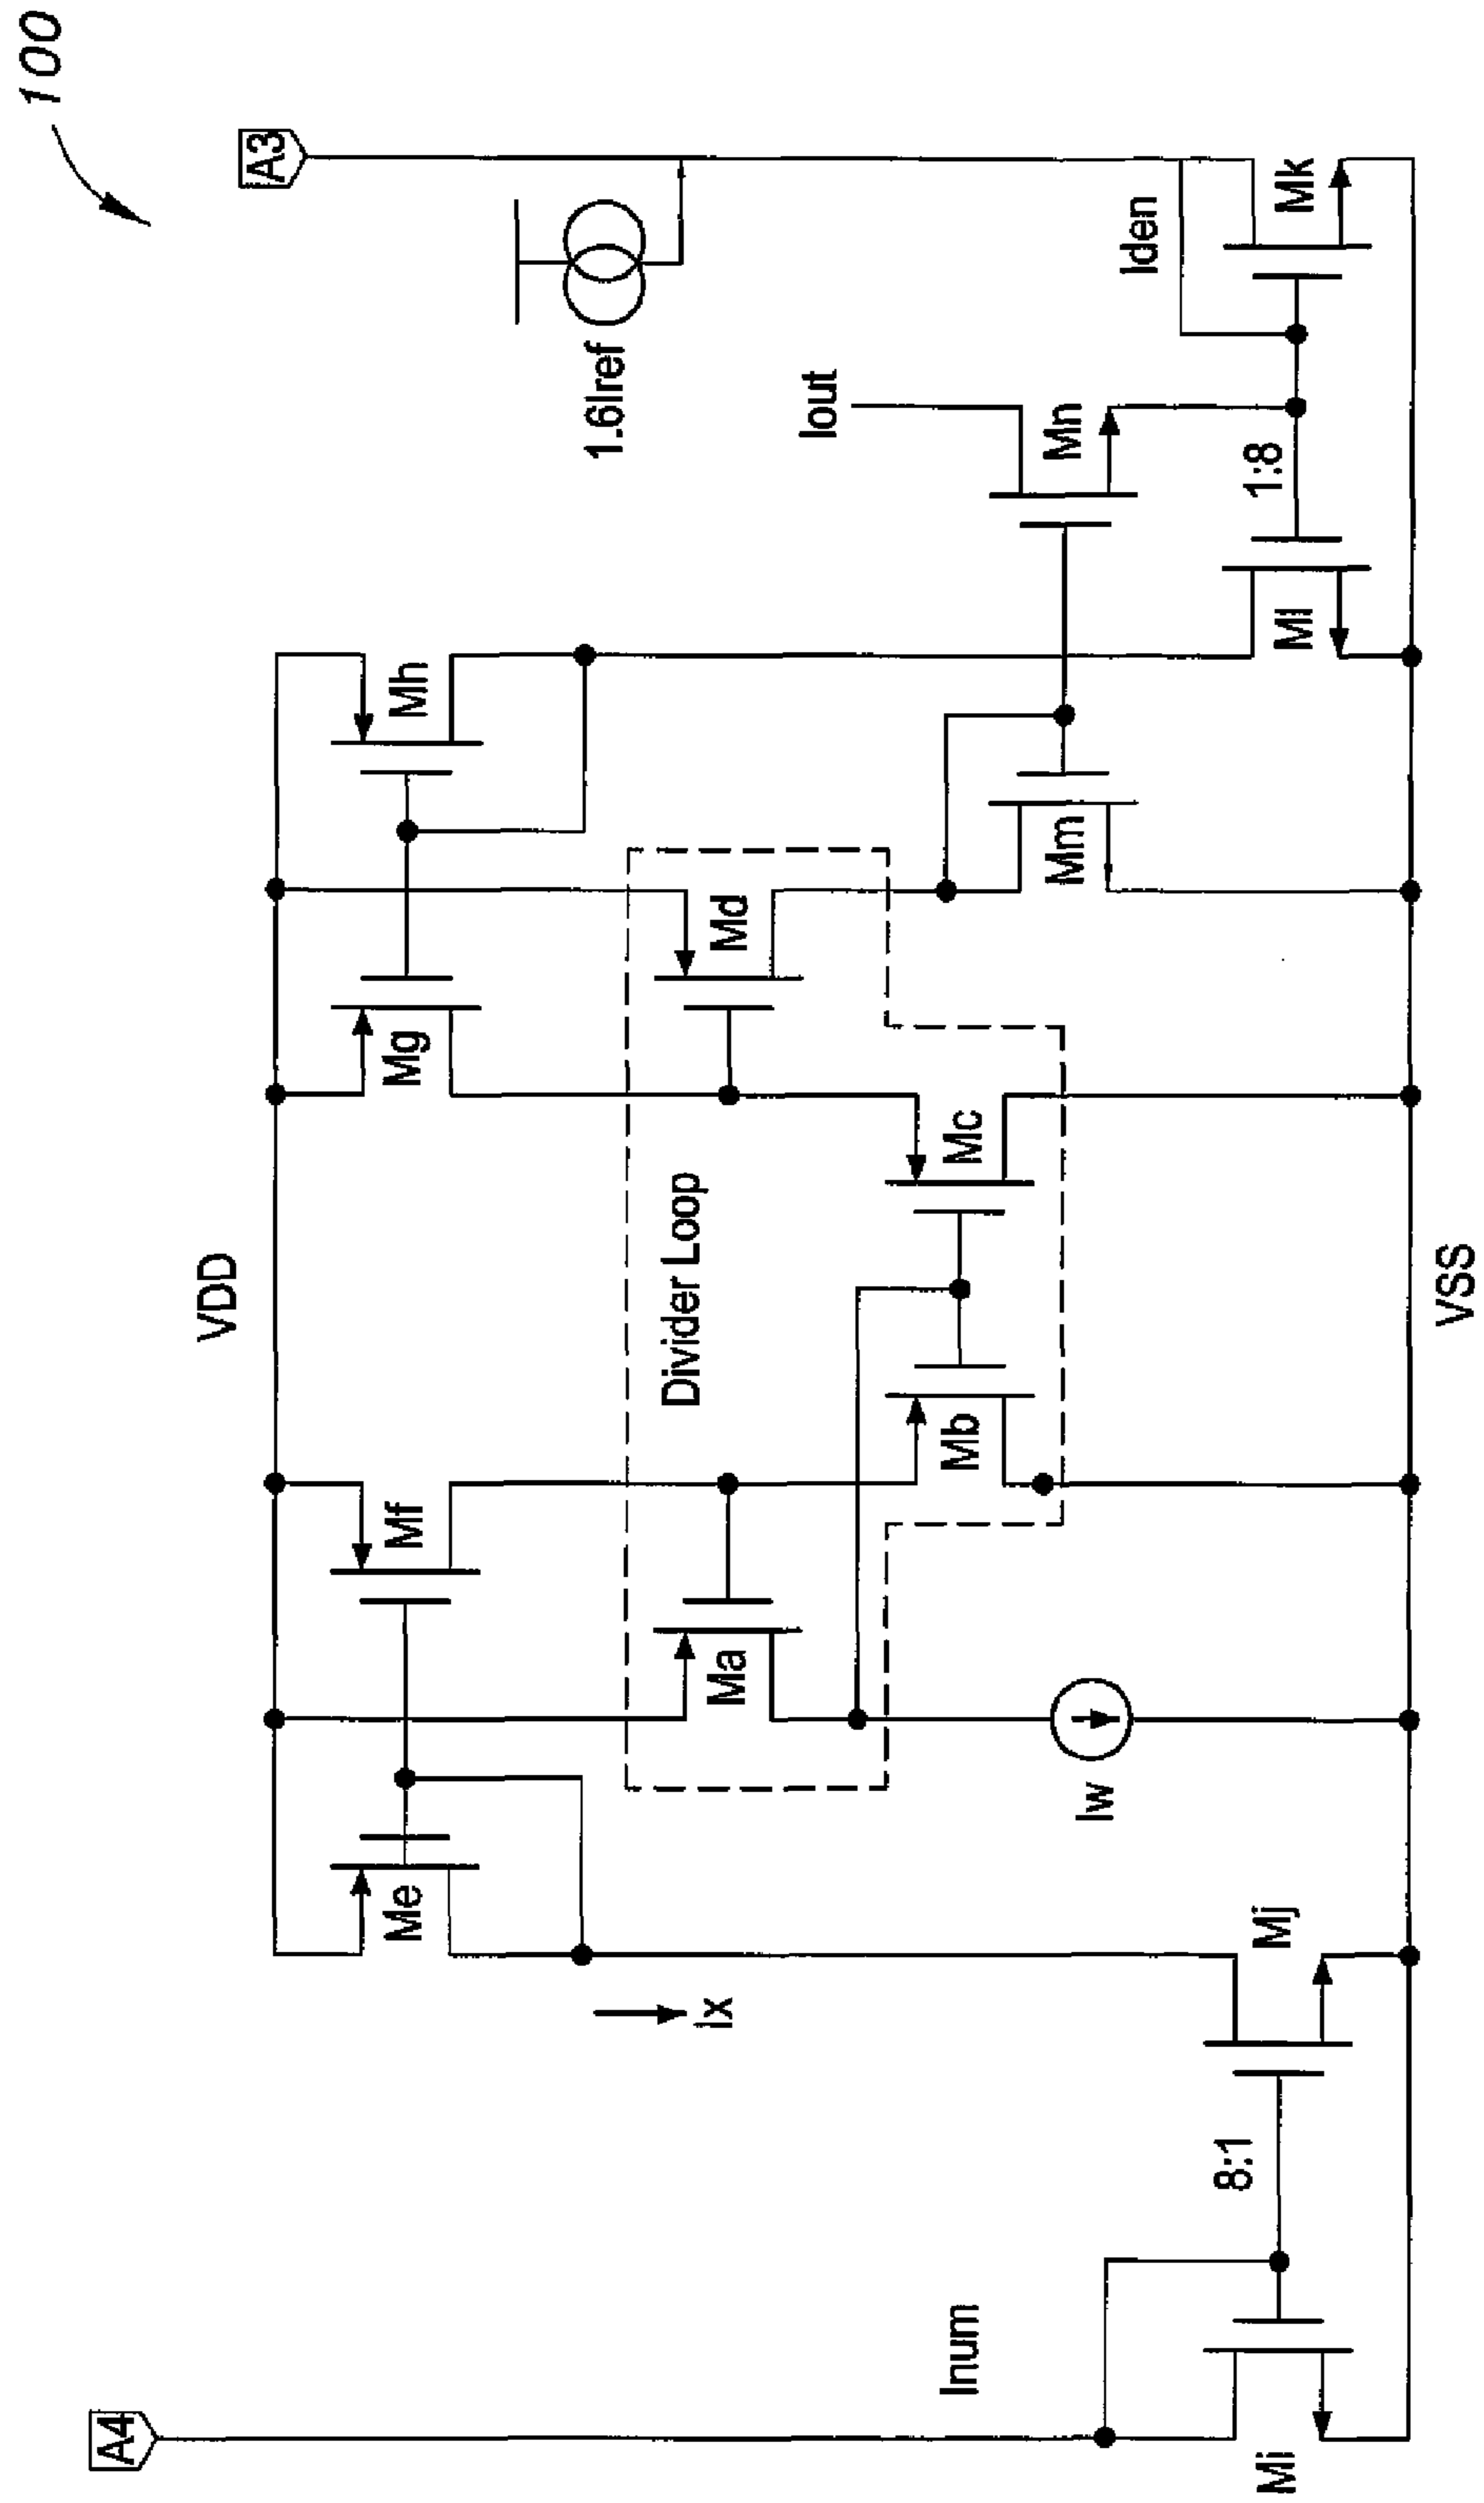 100
A3
A4
VDD
VSS
Divider Loop
1.6Iref
Iout
Iden
Inum
Ix
Iw
8:1
1:8
Ma
Mb
Mc
Md
Me
Mf
Mg
Mh
Mi
Mj
Mk
Ml
Mm
Mn